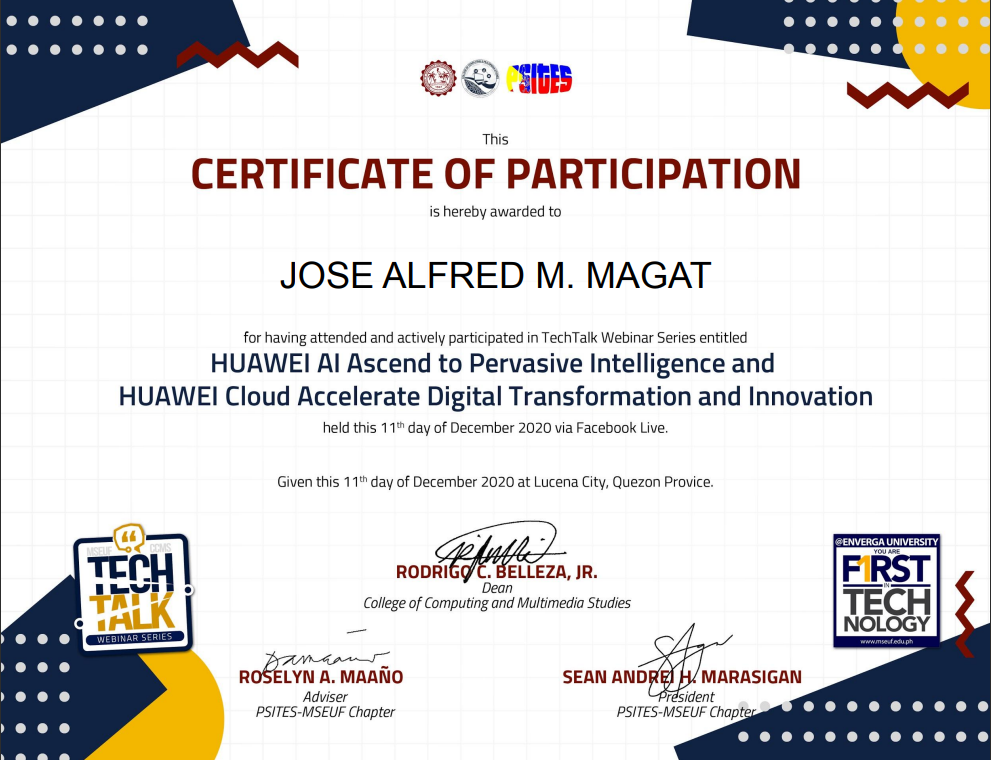 PSITES
This
CERTIFICATE OF PARTICIPATION
is hereby awarded to
JOSE ALFRED M. MAGAT
for having attended and actively participated in TechTalk Webinar Series entitled
HUAWEI AI Ascend to Pervasive Intelligence and
HUAWEI Cloud Accelerate Digital Transformation and Innovation
held this 11th day of December 2020 via Facebook Live.
Given this 11th day of December 2020 at Lucena City, Quezon Provice.
MSEUF CCMS
TECH
TALK
WEBINAR SERIES
RODRIGO C. BELLEZA, JR.
Dean
College of Computing and Multimedia Studies
@ENVERGA UNIVERSITY
YOU ARE
F1RST
IN
TECH
NOLOGY
www.mseuf.edu.ph
ROSELYN A. MAAÑO
Adviser
PSITES-MSEUF Chapter
SEAN ANDREI H. MARASIGAN
President
PSITES-MSEUF Chapter